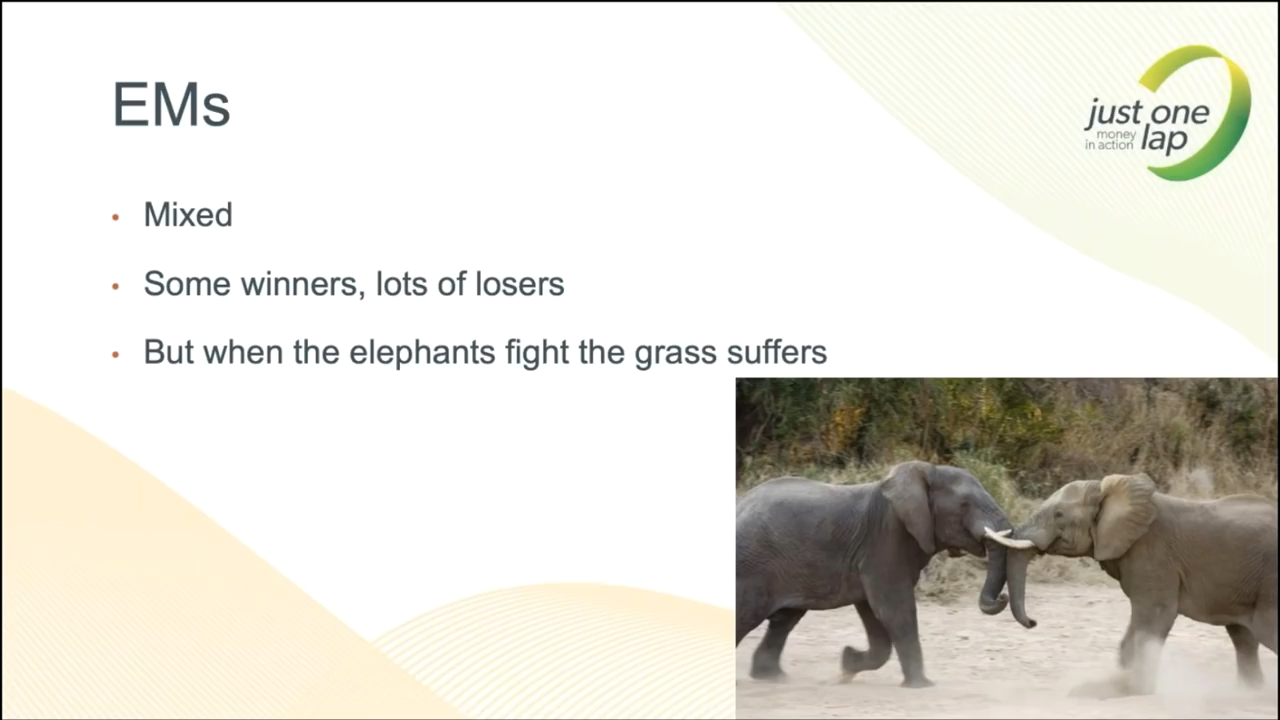 EMs
just one
money
in action lap
Mixed
Some winners, lots of losers
But when the elephants fight the grass suffers